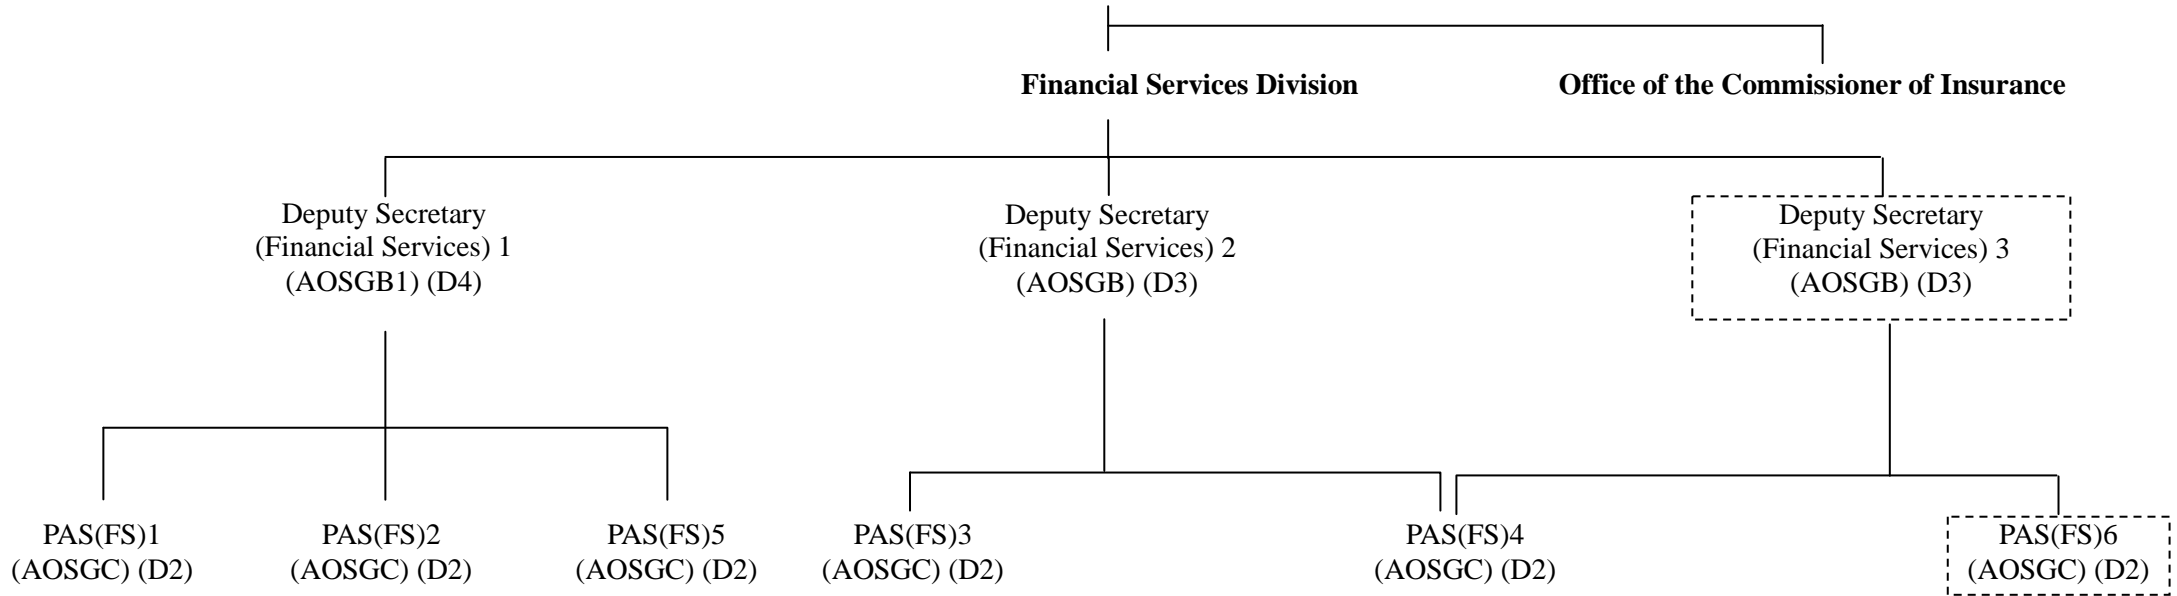 Financial Services Division
Office of the Commissioner of Insurance
Deputy Secretary
(Financial Services) 1
(AOSGB1) (D4)
Deputy Secretary
(Financial Services) 2
(AOSGB) (D3)
Deputy Secretary
(Financial Services) 3
(AOSGB) (D3)
PAS(FS)1
(AOSGC) (D2)
PAS(FS)2
(AOSGC) (D2)
PAS(FS)5
(AOSGC) (D2)
PAS(FS)3
(AOSGC) (D2)
PAS(FS)4
(AOSGC) (D2)
PAS(FS)6
(AOSGC) (D2)